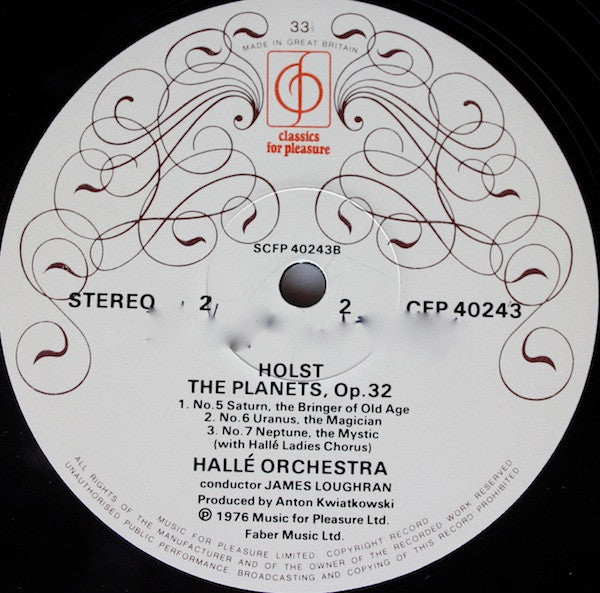 33⅓
MADE IN GREAT BRITAIN
classics
for pleasure
SCFP 40243B
STEREO 2 2 CFP 40243
HOLST
THE PLANETS, Op.32
1. No.5 Saturn, the Bringer of Old Age
2. No.6 Uranus, the Magician
3. No.7 Neptune, the Mystic
(with Hallé Ladies Chorus)
HALLÉ ORCHESTRA
conductor JAMES LOUGHRAN
Produced by Anton Kwiatkowski
Ⓟ 1976 Music for Pleasure Ltd.
Faber Music Ltd.
MUSIC FOR PLEASURE LIMITED. COPYRIGHT RECORD
ALL RIGHTS OF THE MANUFACTURER AND OF THE OWNER OF THE RECORDED WORK RESERVED
UNAUTHORISED PUBLIC PERFORMANCE, BROADCASTING AND COPYING OF THIS RECORD PROHIBITED